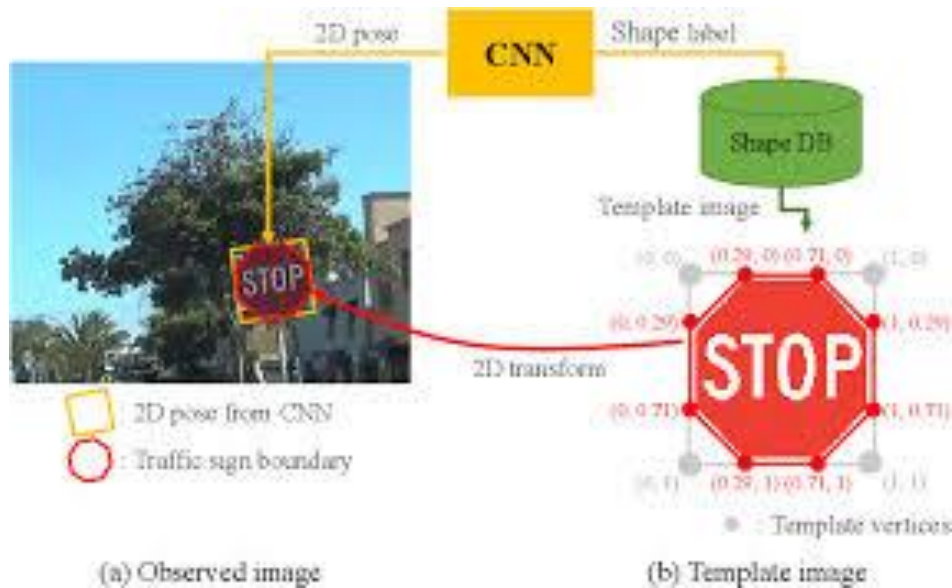 2D pose
CNN
Shape label
Shape DB
Template image
STOP
(0, 0)
(0.29, 0) (0.71, 0)
(1, 0)
(0, 0.29)
(1, 0.29)
STOP
2D transform
(0, 0.71)
(1, 0.71)
: 2D pose from CNN
: Traffic sign boundary
(0, 1)
(0.29, 1) (0.71, 1)
(1, 1)
: Template vertices
(a) Observed image
(b) Template image